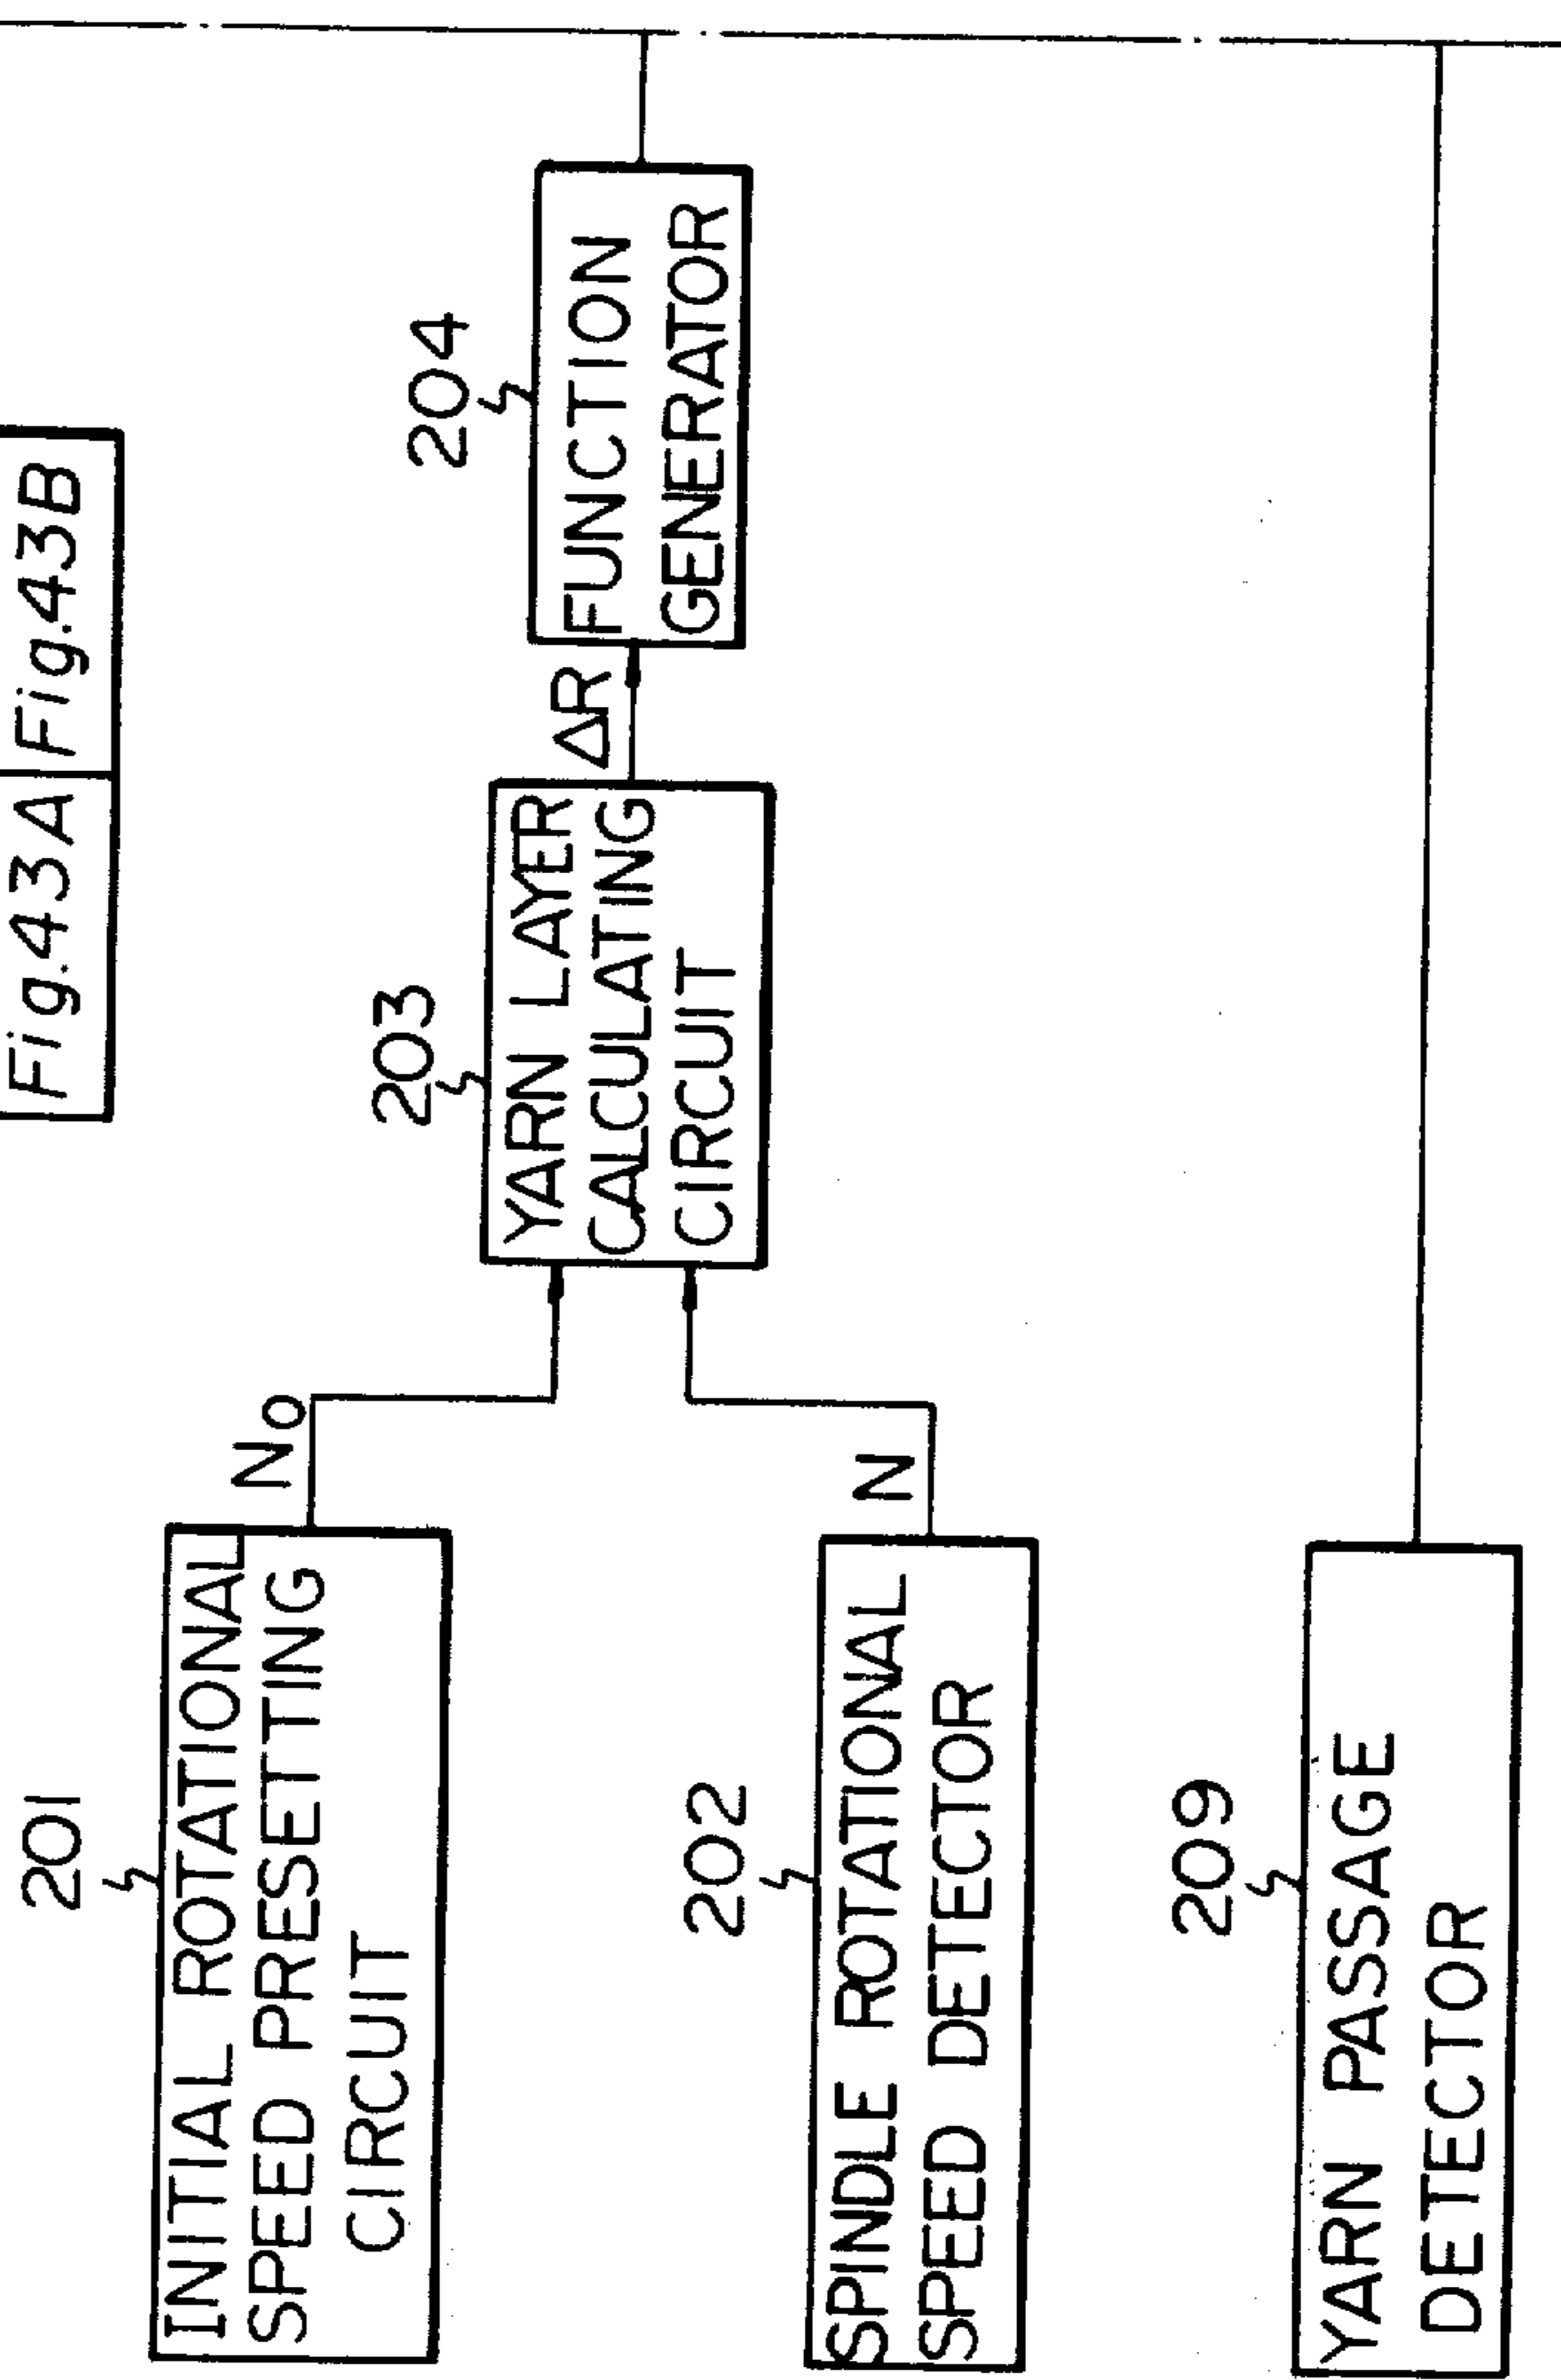 Fig.43A Fig.43B
201
INITIAL ROTATIONAL
SPEED PRESETTING
CIRCUIT
No
202
SPINDLE ROTATIONAL
SPEED DETECTOR
N
203
YARN LAYER
CALCULATING
CIRCUIT
ΔR
204
FUNCTION
GENERATOR
209
YARN PASSAGE
DETECTOR